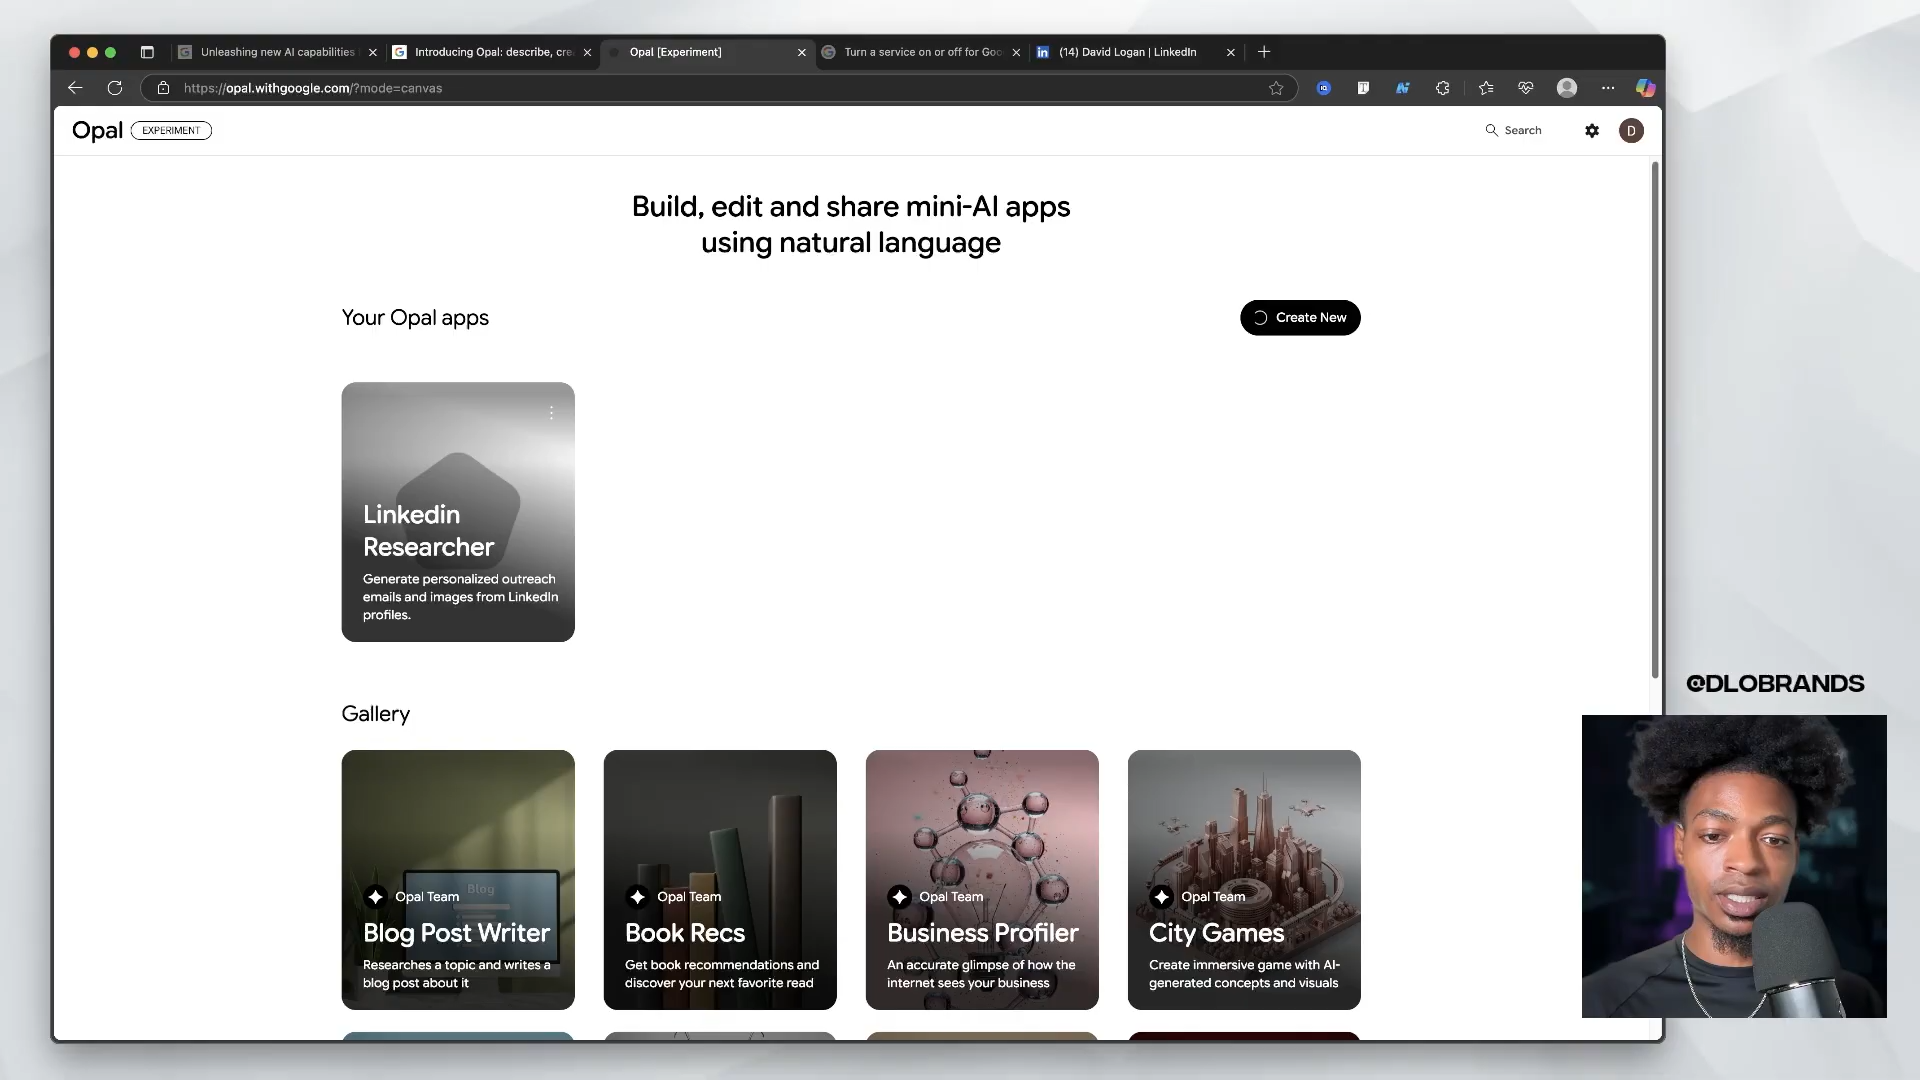 Unleashing new AI capabilities
Introducing Opal: describe, cre
Opal [Experiment]
Turn a service on or off for Goo
(14) David Logan | LinkedIn
https://opal.withgoogle.com/?mode=canvas
Opal
EXPERIMENT
Search
D
Build, edit and share mini-AI apps
using natural language
Your Opal apps
Create New
Linkedin
Researcher
Generate personalized outreach
emails and images from LinkedIn
profiles.
@DLOBRANDS
Gallery
Blog
Opal Team
Blog Post Writer
Researches a topic and writes a
blog post about it
Opal Team
Book Recs
Get book recommendations and
discover your next favorite read
Opal Team
Business Profiler
An accurate glimpse of how the
internet sees your business
Opal Team
City Games
Create immersive game with AI-
generated concepts and visuals